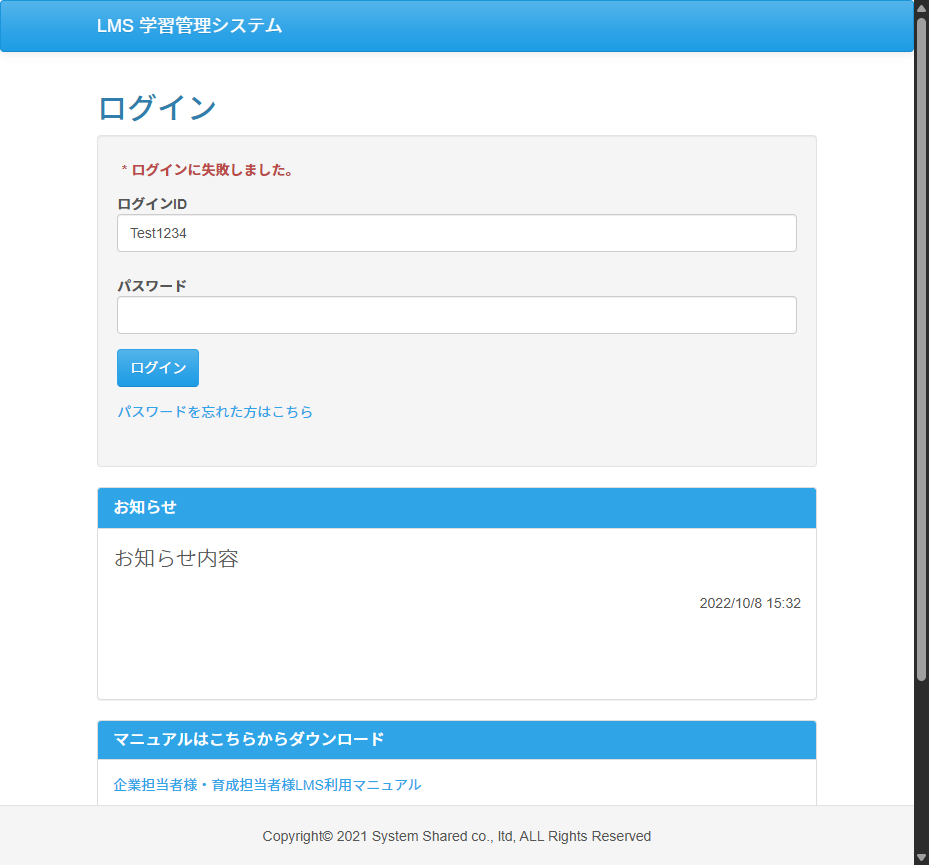 LMS 学習管理システム
ログイン
* ログインに失敗しました。
ログインID
Test1234
パスワード
ログイン
パスワードを忘れた方はこちら
お知らせ
お知らせ内容
2022/10/8 15:32
マニュアルはこちらからダウンロード
企業担当者様・育成担当者様LMS利用マニュアル
Copyright© 2021 System Shared co., ltd, ALL Rights Reserved